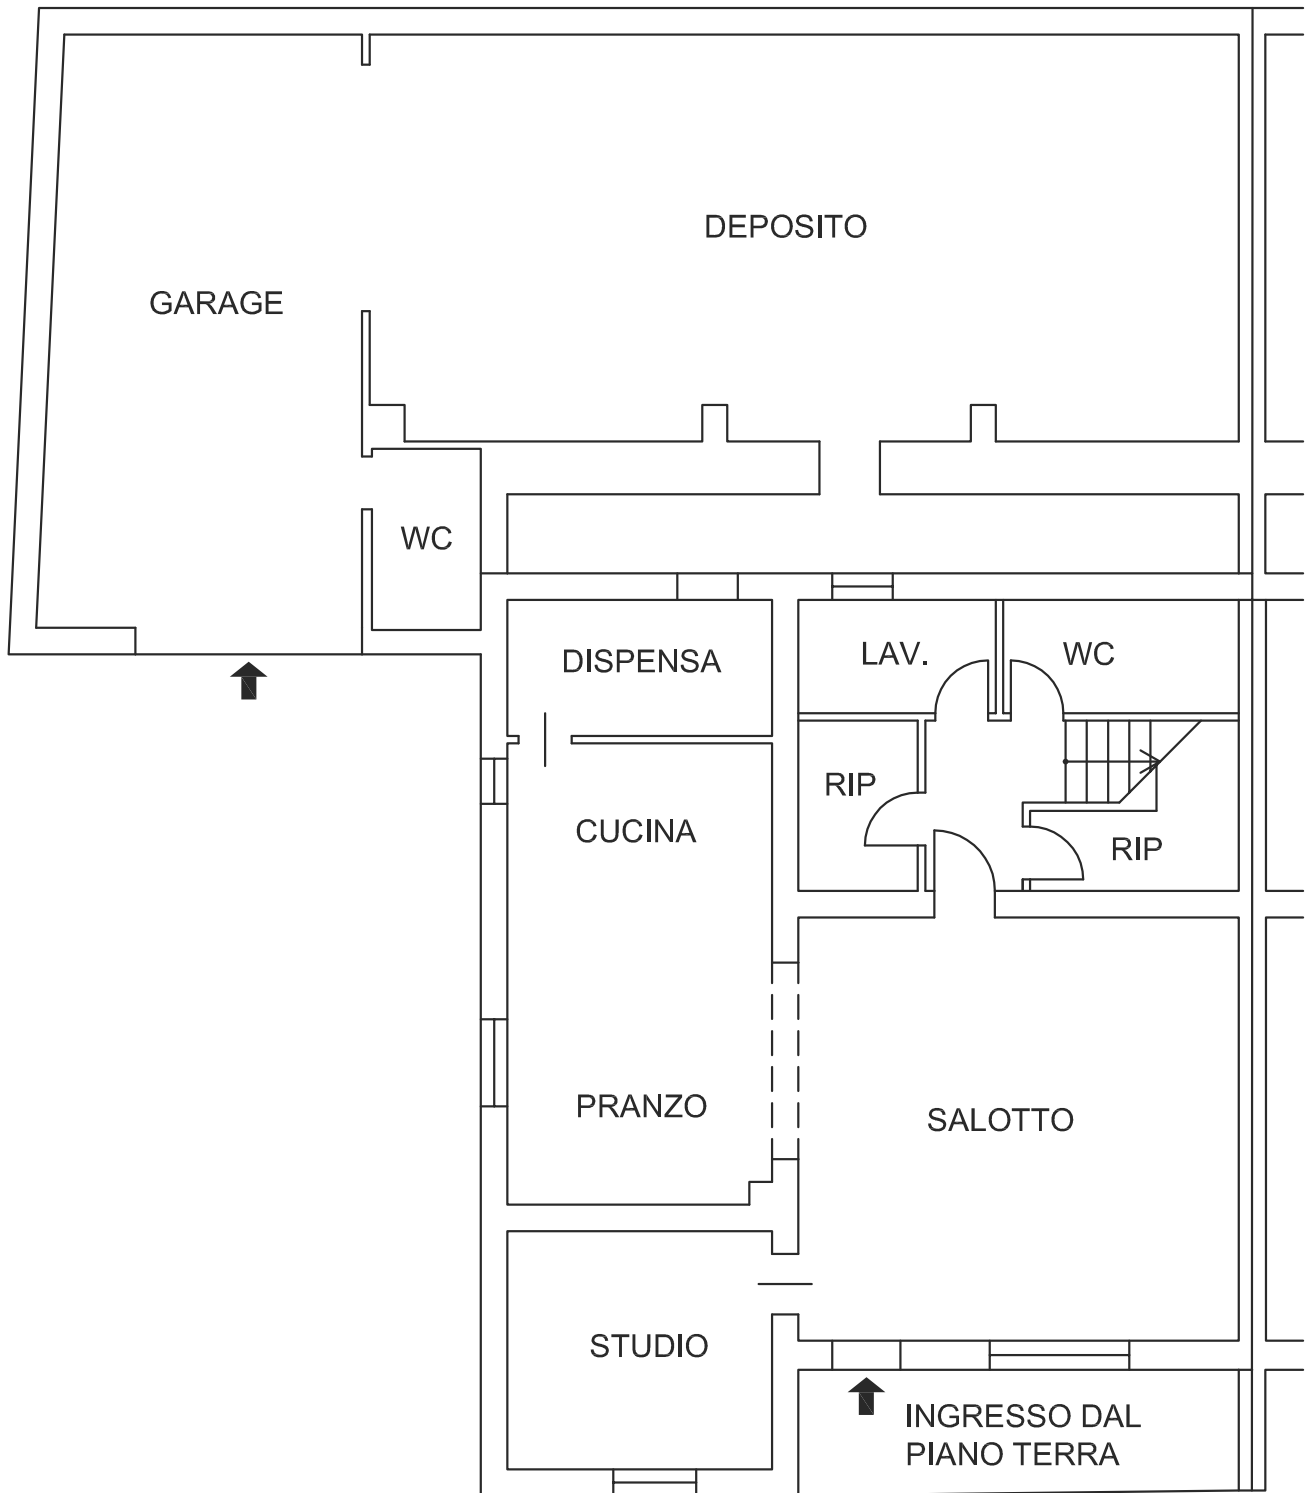 DEPOSITO
GARAGE
WC
DISPENSA
LAV.
WC
RIP
CUCINA
RIP
PRANZO
SALOTTO
STUDIO
INGRESSO DAL
PIANO TERRA